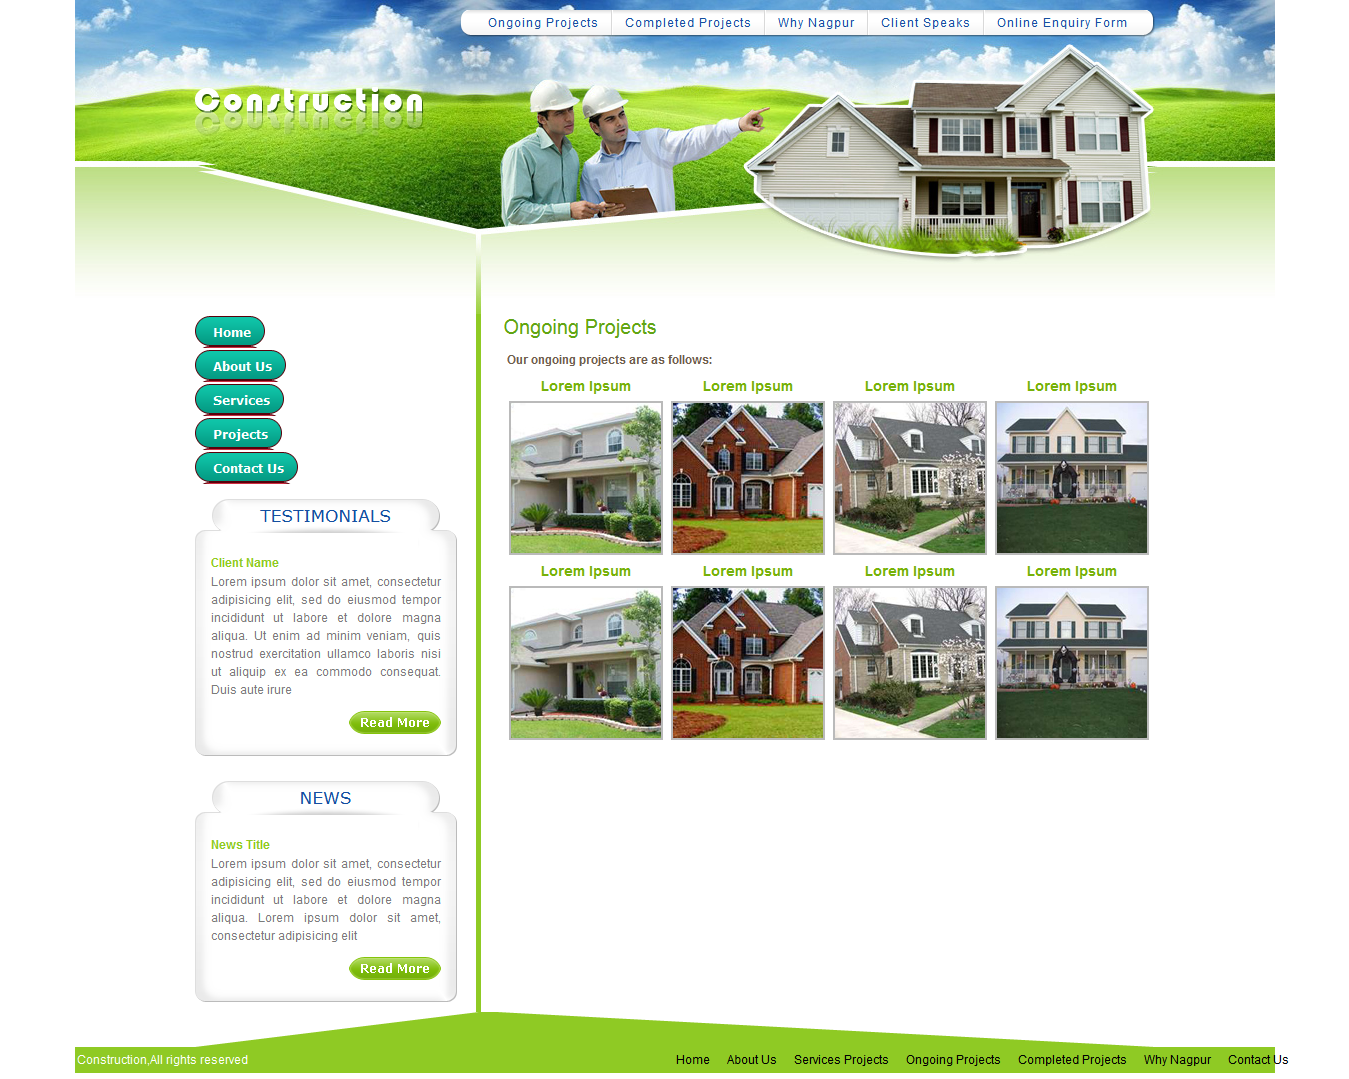 Ongoing Projects
Completed Projects
Why Nagpur
Client Speaks
Online Enquiry Form
Construction
Home
About Us
Services
Projects
Contact Us
TESTIMONIALS
Client Name
Lorem ipsum dolor sit amet, consectetur
adipisicing elit, sed do eiusmod tempor
incididunt ut labore et dolore magna
aliqua. Ut enim ad minim veniam, quis
nostrud exercitation ullamco laboris nisi
ut aliquip ex ea commodo consequat.
Duis aute irure
Read More
NEWS
News Title
Lorem ipsum dolor sit amet, consectetur
adipisicing elit, sed do eiusmod tempor
incididunt ut labore et dolore magna
aliqua. Lorem ipsum dolor sit amet,
consectetur adipisicing elit
Read More
Ongoing Projects
Our ongoing projects are as follows:
Lorem Ipsum
Lorem Ipsum
Lorem Ipsum
Lorem Ipsum
Lorem Ipsum
Lorem Ipsum
Lorem Ipsum
Lorem Ipsum
Construction,All rights reserved
Home
About Us
Services Projects
Ongoing Projects
Completed Projects
Why Nagpur
Contact Us